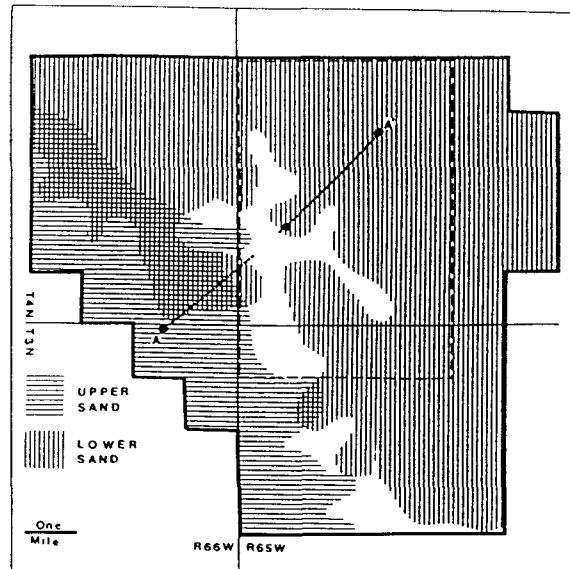 A'
T4N
T3N
A
UPPER
SAND
LOWER
SAND
One
Mile
R66W
R65W